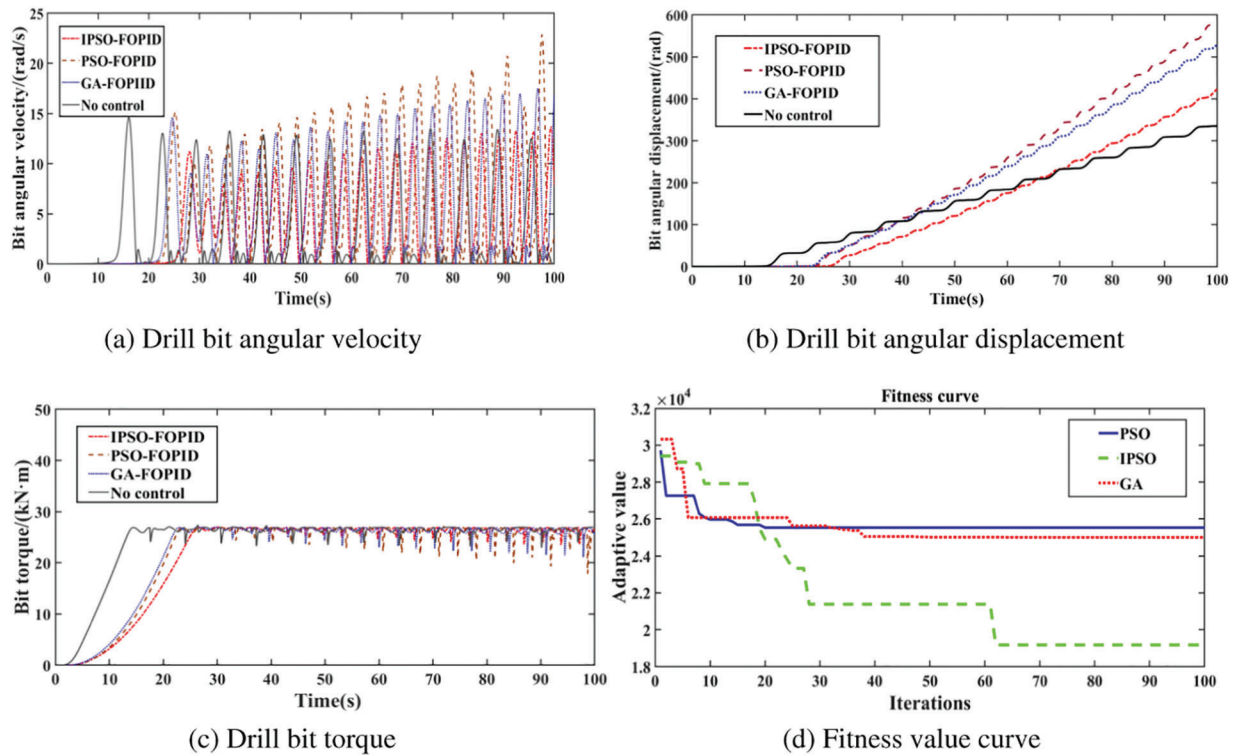 IPSO-FOPID
PSO-FOPID
GA-FOPIID
No control
25
20
15
10
5
0
Bit angular velocity/(rad/s)
0 10 20 30 40 50 60 70 80 90 100
Time(s)
(a) Drill bit angular velocity
IPSO-FOPID
PSO-FOPID
GA-FOPID
No control
600
500
400
300
200
100
0
Bit angular displacement/(rad)
0 10 20 30 40 50 60 70 80 90 100
Time(s)
(b) Drill bit angular displacement
IPSO-FOPID
PSO-FOPID
GA-FOPID
No control
50
40
30
20
10
0
Bit torque/(kN·m)
0 10 20 30 40 50 60 70 80 90 100
Time(s)
(c) Drill bit torque
Fitness curve
×10⁴
PSO
IPSO
GA
3.2
3
2.8
2.6
2.4
2.2
2
1.8
Adaptive value
0 10 20 30 40 50 60 70 80 90 100
Iterations
(d) Fitness value curve